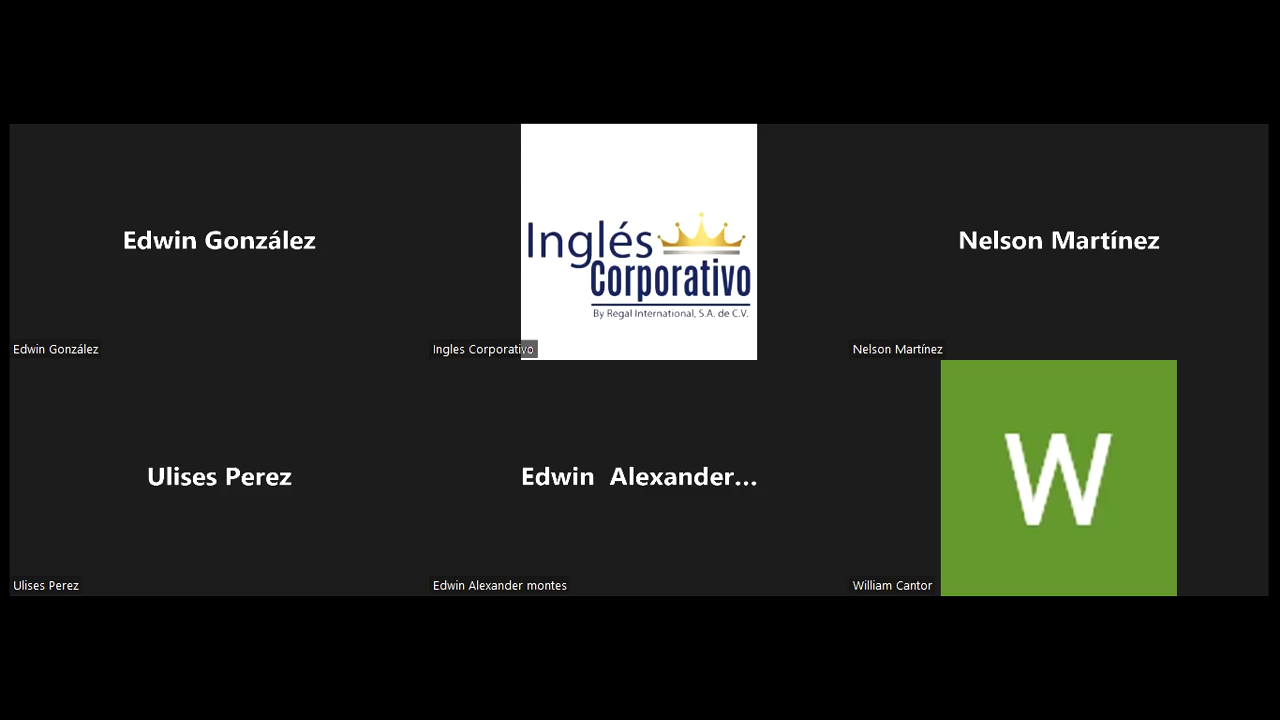 Edwin González
Edwin González
Inglés
Corporativo
By Regal International, S.A. de C.V.
Ingles Corporativo
Nelson Martínez
Nelson Martínez
Ulises Perez
Ulises Perez
Edwin  Alexander...
Edwin Alexander montes
W
William Cantor